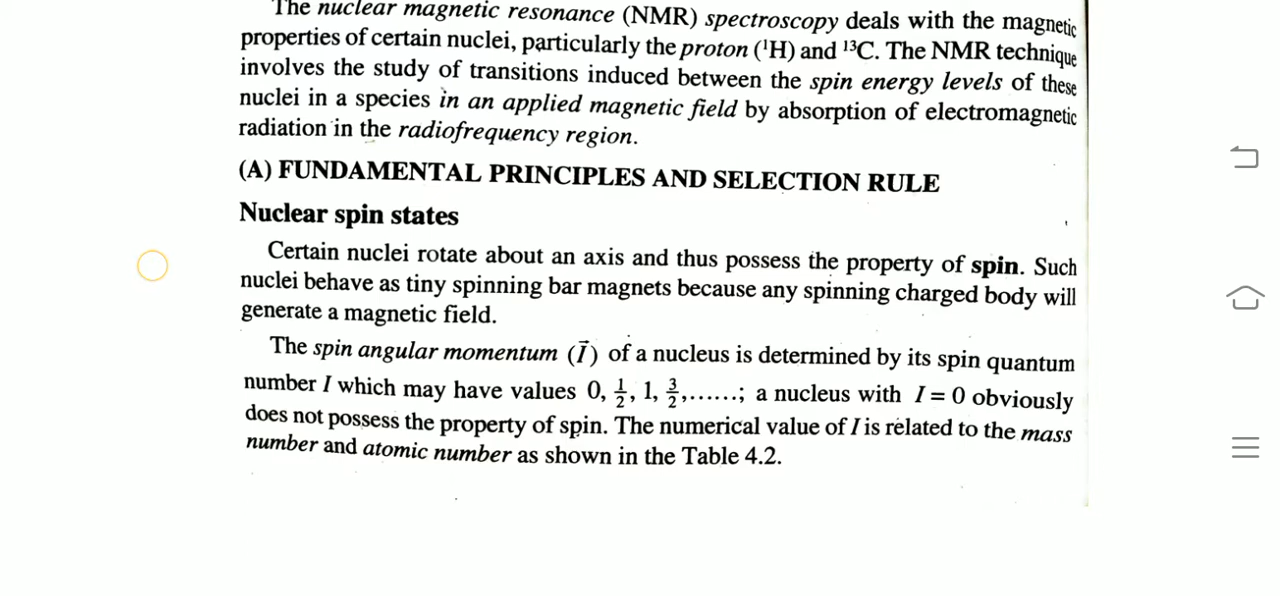 The nuclear magnetic resonance (NMR) spectroscopy deals with the magnetic
properties of certain nuclei, particularly the proton (¹H) and ¹³C. The NMR technique
involves the study of transitions induced between the spin energy levels of these
nuclei in a species in an applied magnetic field by absorption of electromagnetic
radiation in the radiofrequency region.
(A) FUNDAMENTAL PRINCIPLES AND SELECTION RULE
Nuclear spin states
Certain nuclei rotate about an axis and thus possess the property of spin. Such
nuclei behave as tiny spinning bar magnets because any spinning charged body will
generate a magnetic field.
The spin angular momentum (Ī) of a nucleus is determined by its spin quantum
number I which may have values 0, ½, 1, 3/2,......; a nucleus with I = 0 obviously
does not possess the property of spin. The numerical value of I is related to the mass
number and atomic number as shown in the Table 4.2.